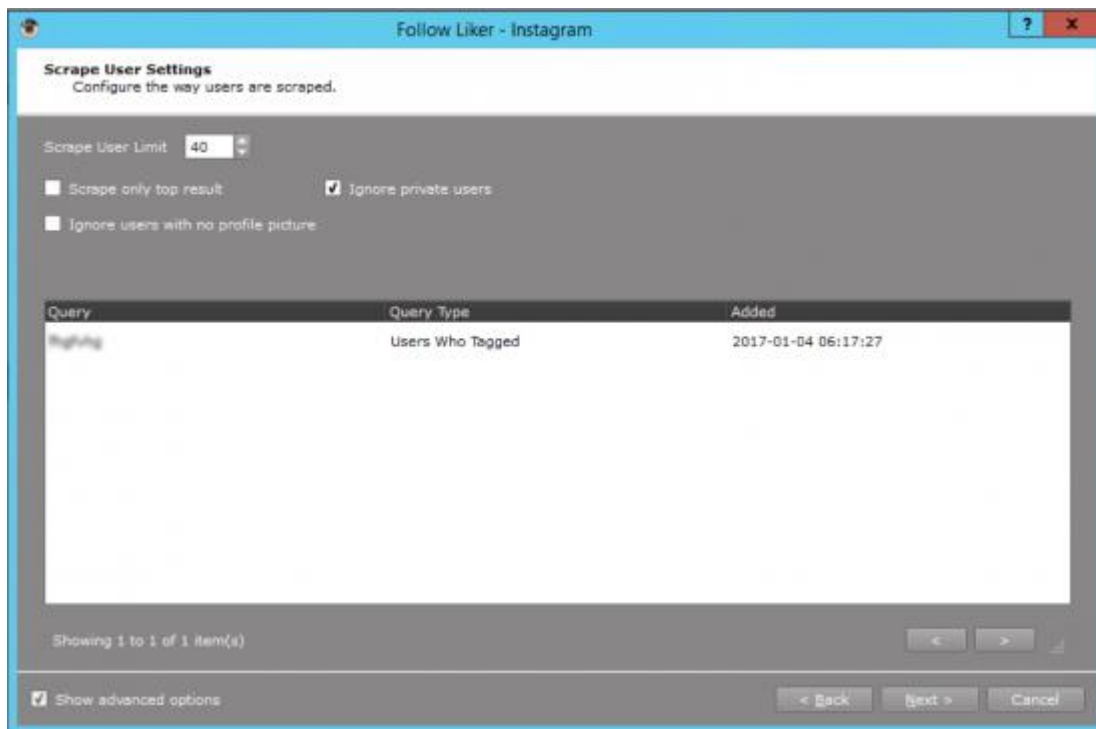 Follow Liker - Instagram
? x
Scrape User Settings
Configure the way users are scraped.
Scrape User Limit 40
Scrape only top result Ignore private users
Ignore users with no profile picture
Query Query Type Added
Users Who Tagged 2017-01-04 06:17:27
Showing 1 to 1 of 1 item(s)
< >
Show advanced options < Back Next > Cancel